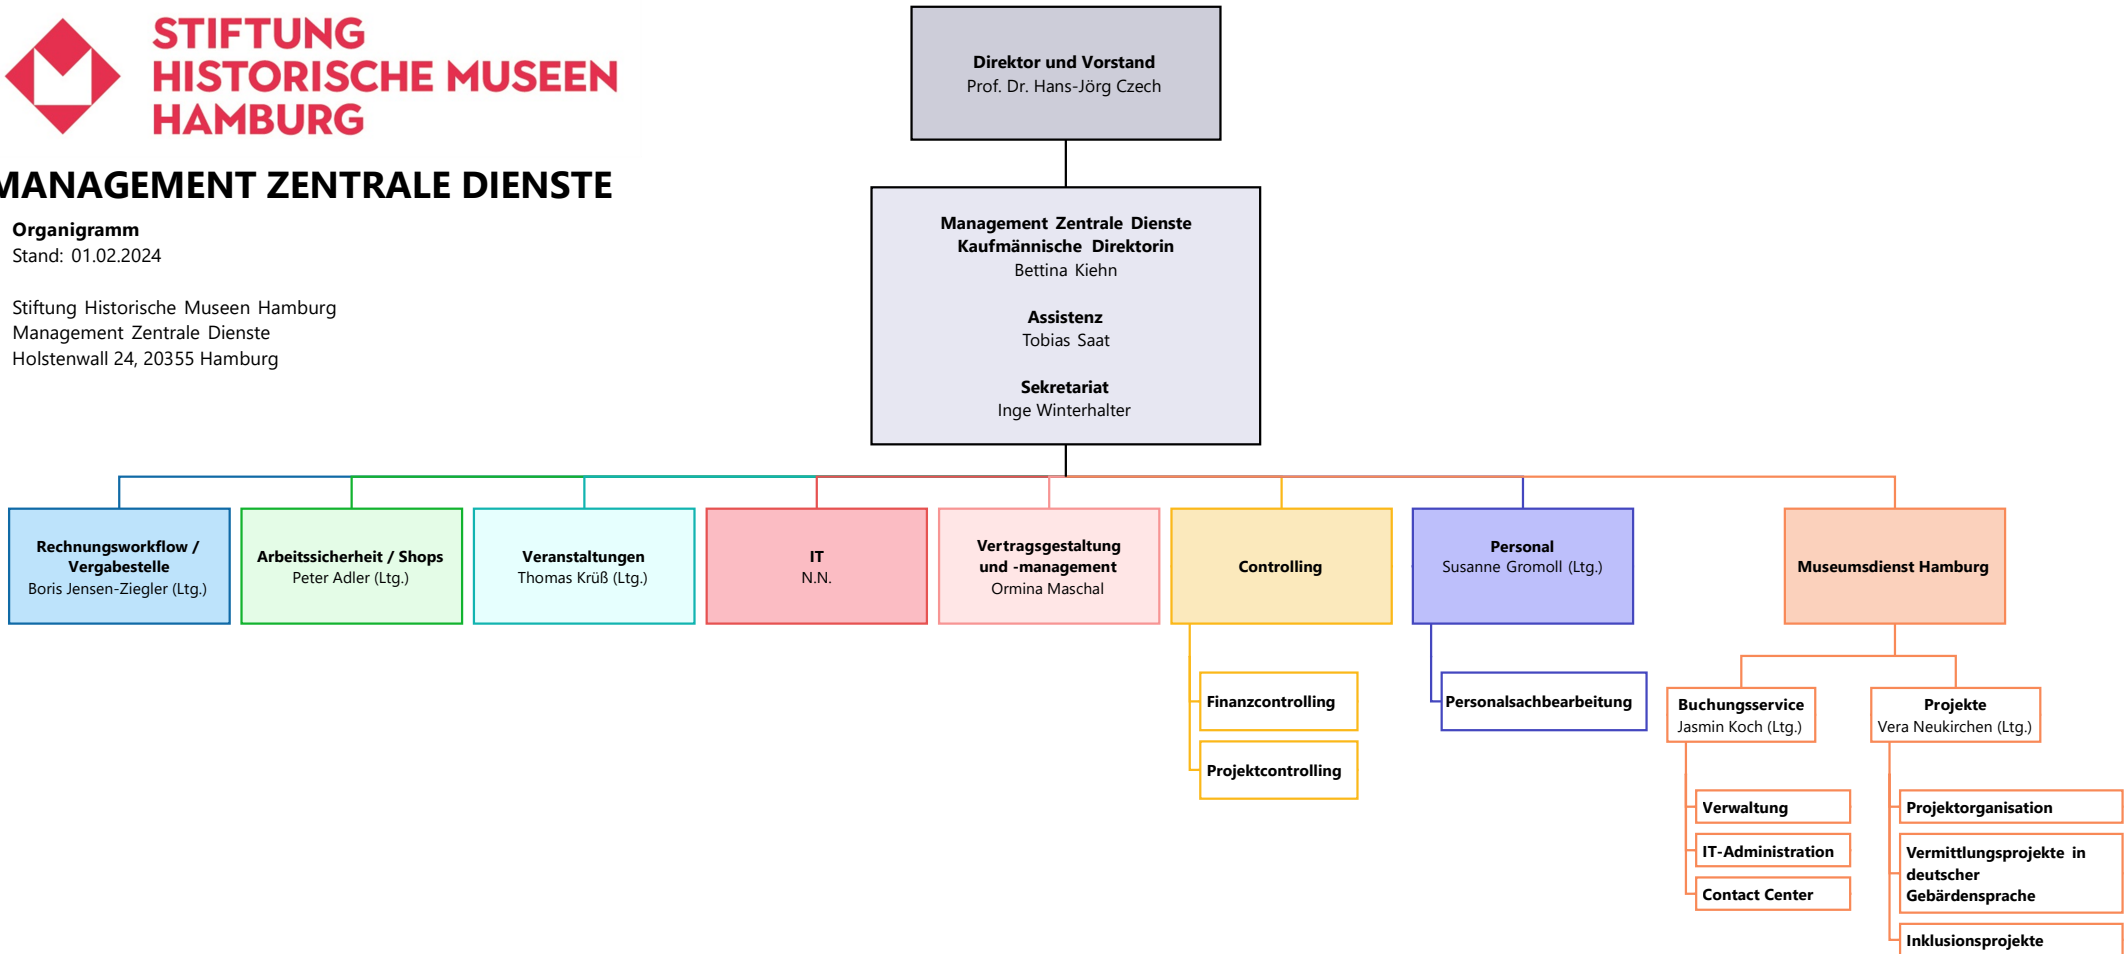 STIFTUNG
HISTORISCHE MUSEEN
HAMBURG
MANAGEMENT ZENTRALE DIENSTE
Organigramm
Stand: 01.02.2024
Stiftung Historische Museen Hamburg
Management Zentrale Dienste
Holstenwall 24, 20355 Hamburg
Direktor und Vorstand
Prof. Dr. Hans-Jörg Czech
Management Zentrale Dienste
Kaufmännische Direktorin
Bettina Kiehn
Assistenz
Tobias Saat
Sekretariat
Inge Winterhalter
Rechnungsworkflow /
Vergabestelle
Boris Jensen-Ziegler (Ltg.)
Arbeitssicherheit / Shops
Peter Adler (Ltg.)
Veranstaltungen
Thomas Krüß (Ltg.)
IT
N.N.
Vertragsgestaltung
und -management
Ormina Maschal
Controlling
Finanzcontrolling
Projektcontrolling
Personal
Susanne Gromoll (Ltg.)
Personalsachbearbeitung
Museumsdienst Hamburg
Buchungsservice
Jasmin Koch (Ltg.)
Verwaltung
IT-Administration
Contact Center
Projekte
Vera Neukirchen (Ltg.)
Projektorganisation
Vermittlungsprojekte in
deutscher
Gebärdensprache
Inklusionsprojekte